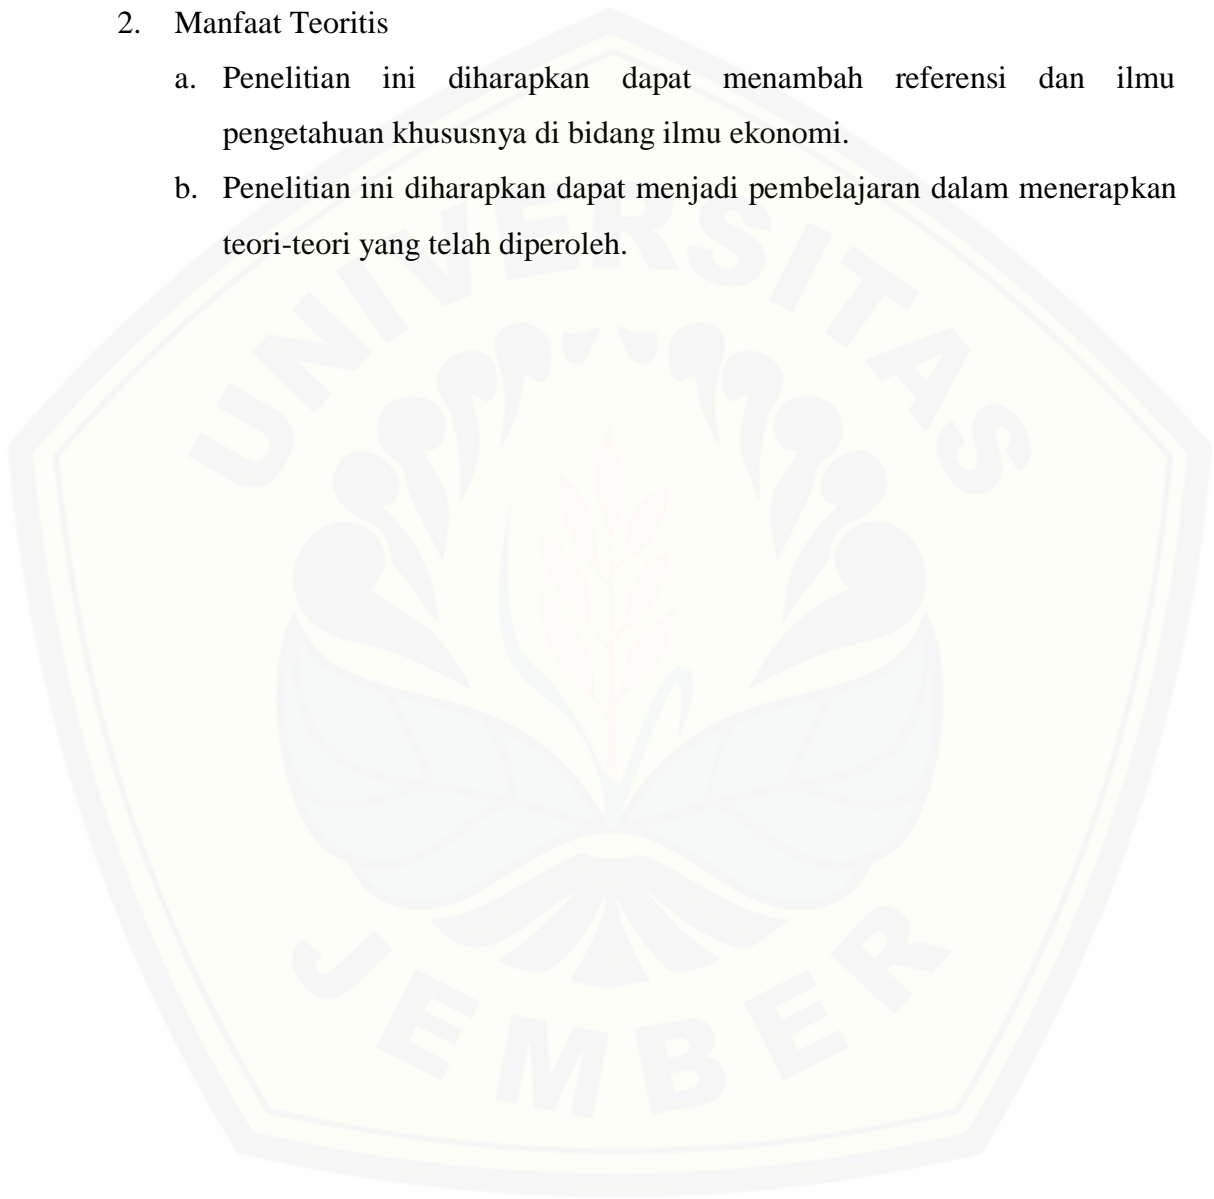 2. Manfaat Teoritis
a. Penelitian ini diharapkan dapat menambah referensi dan ilmu
pengetahuan khususnya di bidang ilmu ekonomi.
b. Penelitian ini diharapkan dapat menjadi pembelajaran dalam menerapkan
teori-teori yang telah diperoleh.
UNIVERSITAS
JEMBER